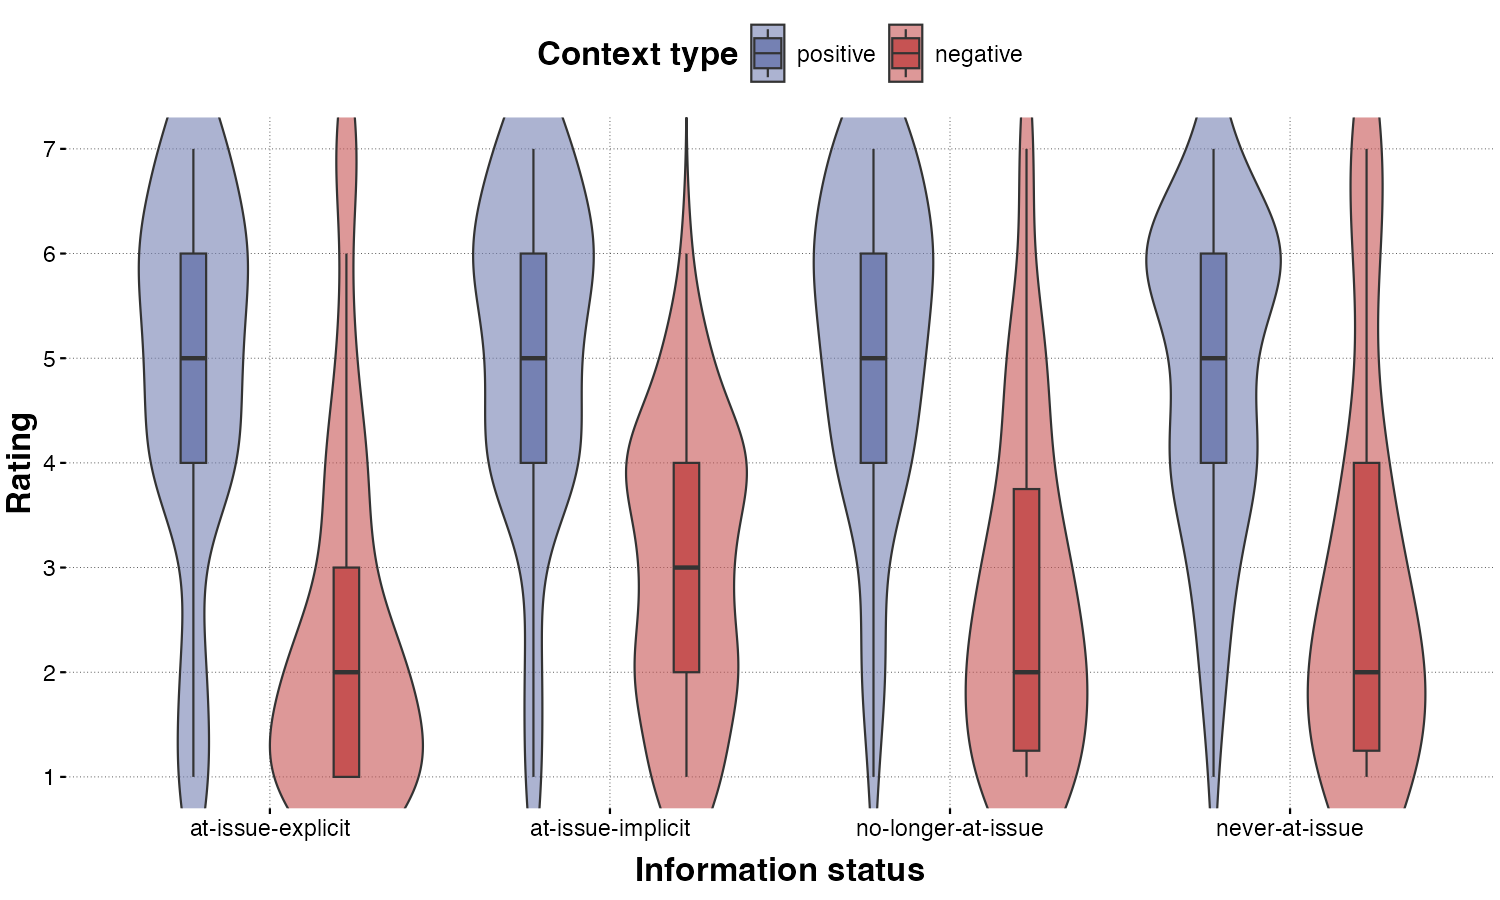 Context type positive negative
7
6
5
4
3
2
1
Rating
at-issue-explicit at-issue-implicit no-longer-at-issue never-at-issue
Information status